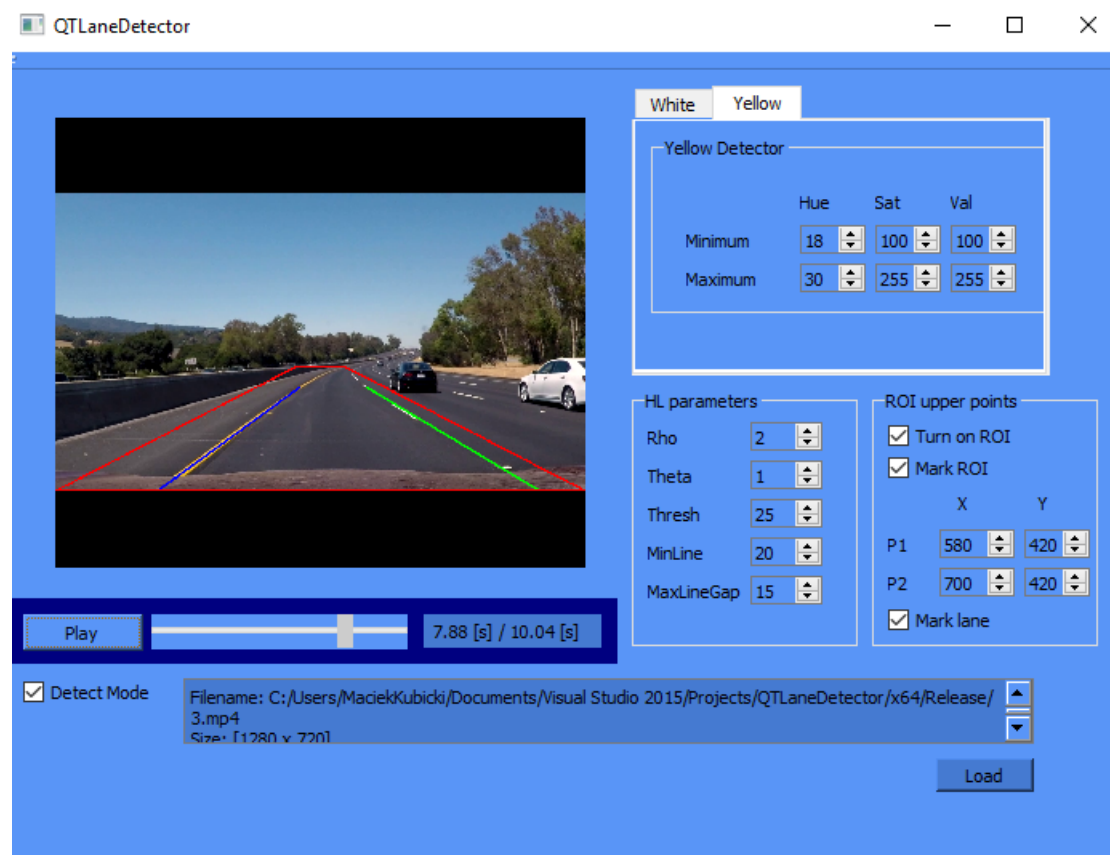 QTLaneDetector
White Yellow
Yellow Detector
Hue Sat Val
Minimum 18 100 100
Maximum 30 255 255
HL parameters
Rho 2
Theta 1
Thresh 25
MinLine 20
MaxLineGap 15
ROI upper points
Turn on ROI
Mark ROI
X Y
P1 580 420
P2 700 420
Mark lane
Play 7.88 [s] / 10.04 [s]
Detect Mode
Filename: C:/Users/MaciekKubicki/Documents/Visual Studio 2015/Projects/QTLaneDetector/x64/Release/
3.mp4
Size: [1280 x 720]
Load